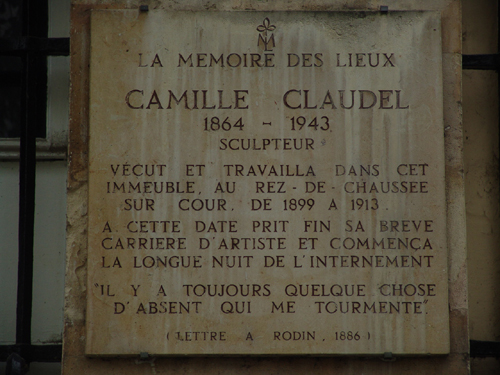 ML
LA MEMOIRE DES LIEUX
CAMILLE CLAUDEL
1864 - 1943
SCULPTEUR
VÉCUT ET TRAVAILLA DANS CET
IMMEUBLE, AU REZ-DE-CHAUSSEE
SUR COUR. DE 1899 A 1913.
A CETTE DATE PRIT FIN SA BREVE
CARRIERE D'ARTISTE ET COMMENÇA
LA LONGUE NUIT DE L'INTERNEMENT
"IL Y A TOUJOURS QUELQUE CHOSE
D'ABSENT QUI ME TOURMENTE".
(LETTRE A RODIN, 1886)